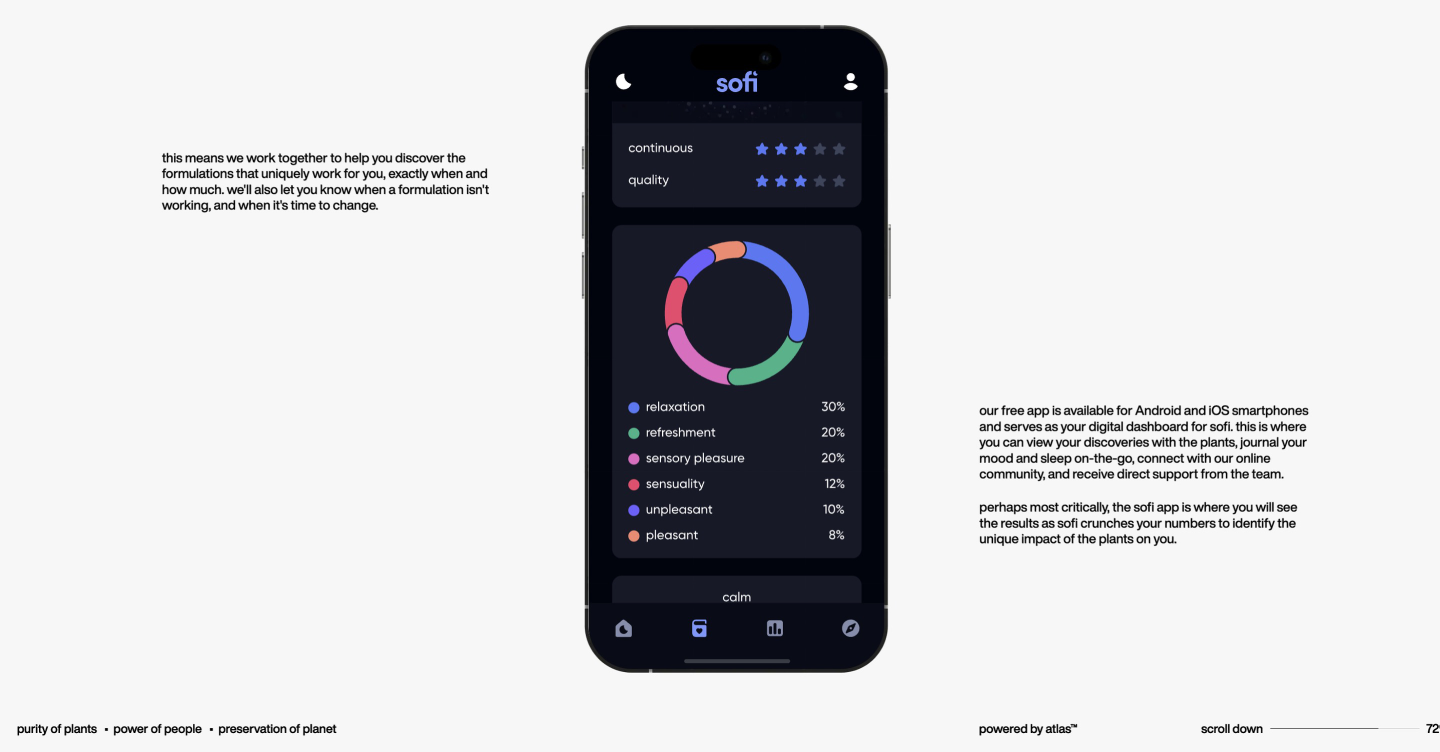 this means we work together to help you discover the
formulations that uniquely work for you, exactly when and
how much. we'll also let you know when a formulation isn't
working, and when it's time to change.
sofi
continuous
quality
relaxation 30%
refreshment 20%
sensory pleasure 20%
sensuality 12%
unpleasant 10%
pleasant 8%
calm
our free app is available for Android and iOS smartphones
and serves as your digital dashboard for sofi. this is where
you can view your discoveries with the plants, journal your
mood and sleep on-the-go, connect with our online
community, and receive direct support from the team.
perhaps most critically, the sofi app is where you will see
the results as sofi crunches your numbers to identify the
unique impact of the plants on you.
purity of plants ▪ power of people ▪ preservation of planet
powered by atlas™
scroll down 72